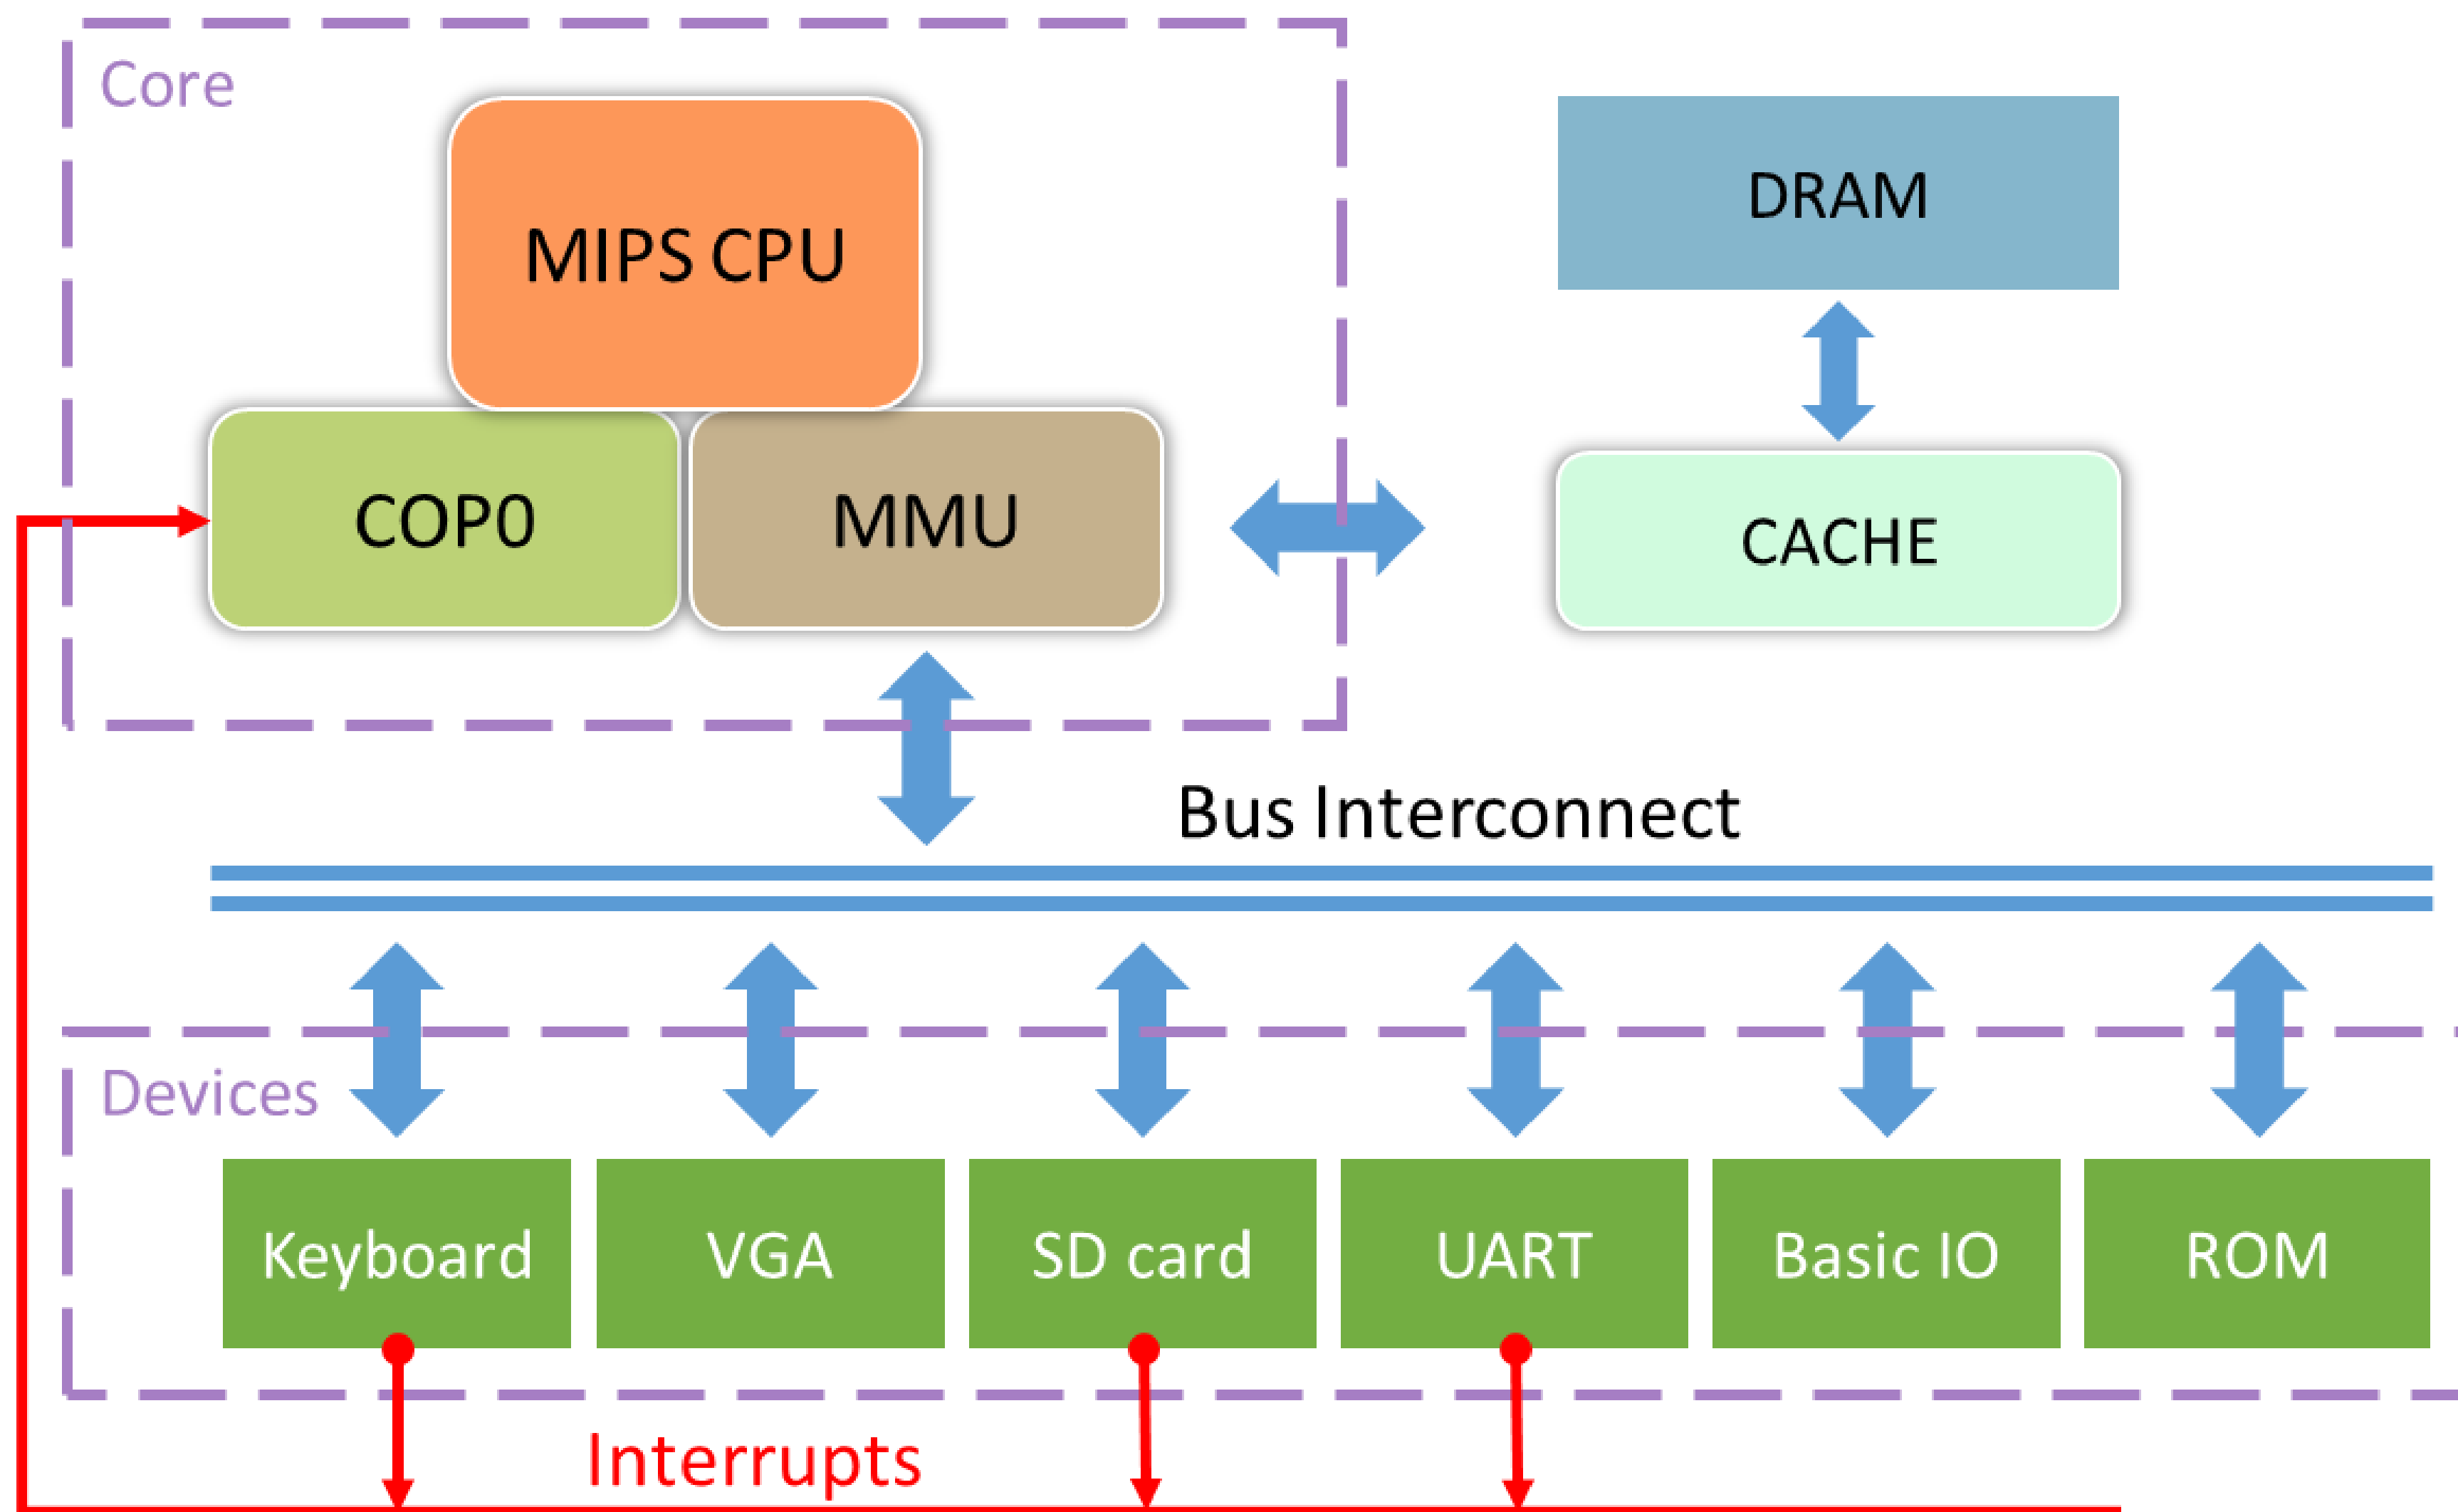 Core
MIPS CPU
DRAM
COP0
MMU
CACHE
Bus Interconnect
Devices
Keyboard
VGA
SD card
UART
Basic IO
ROM
Interrupts